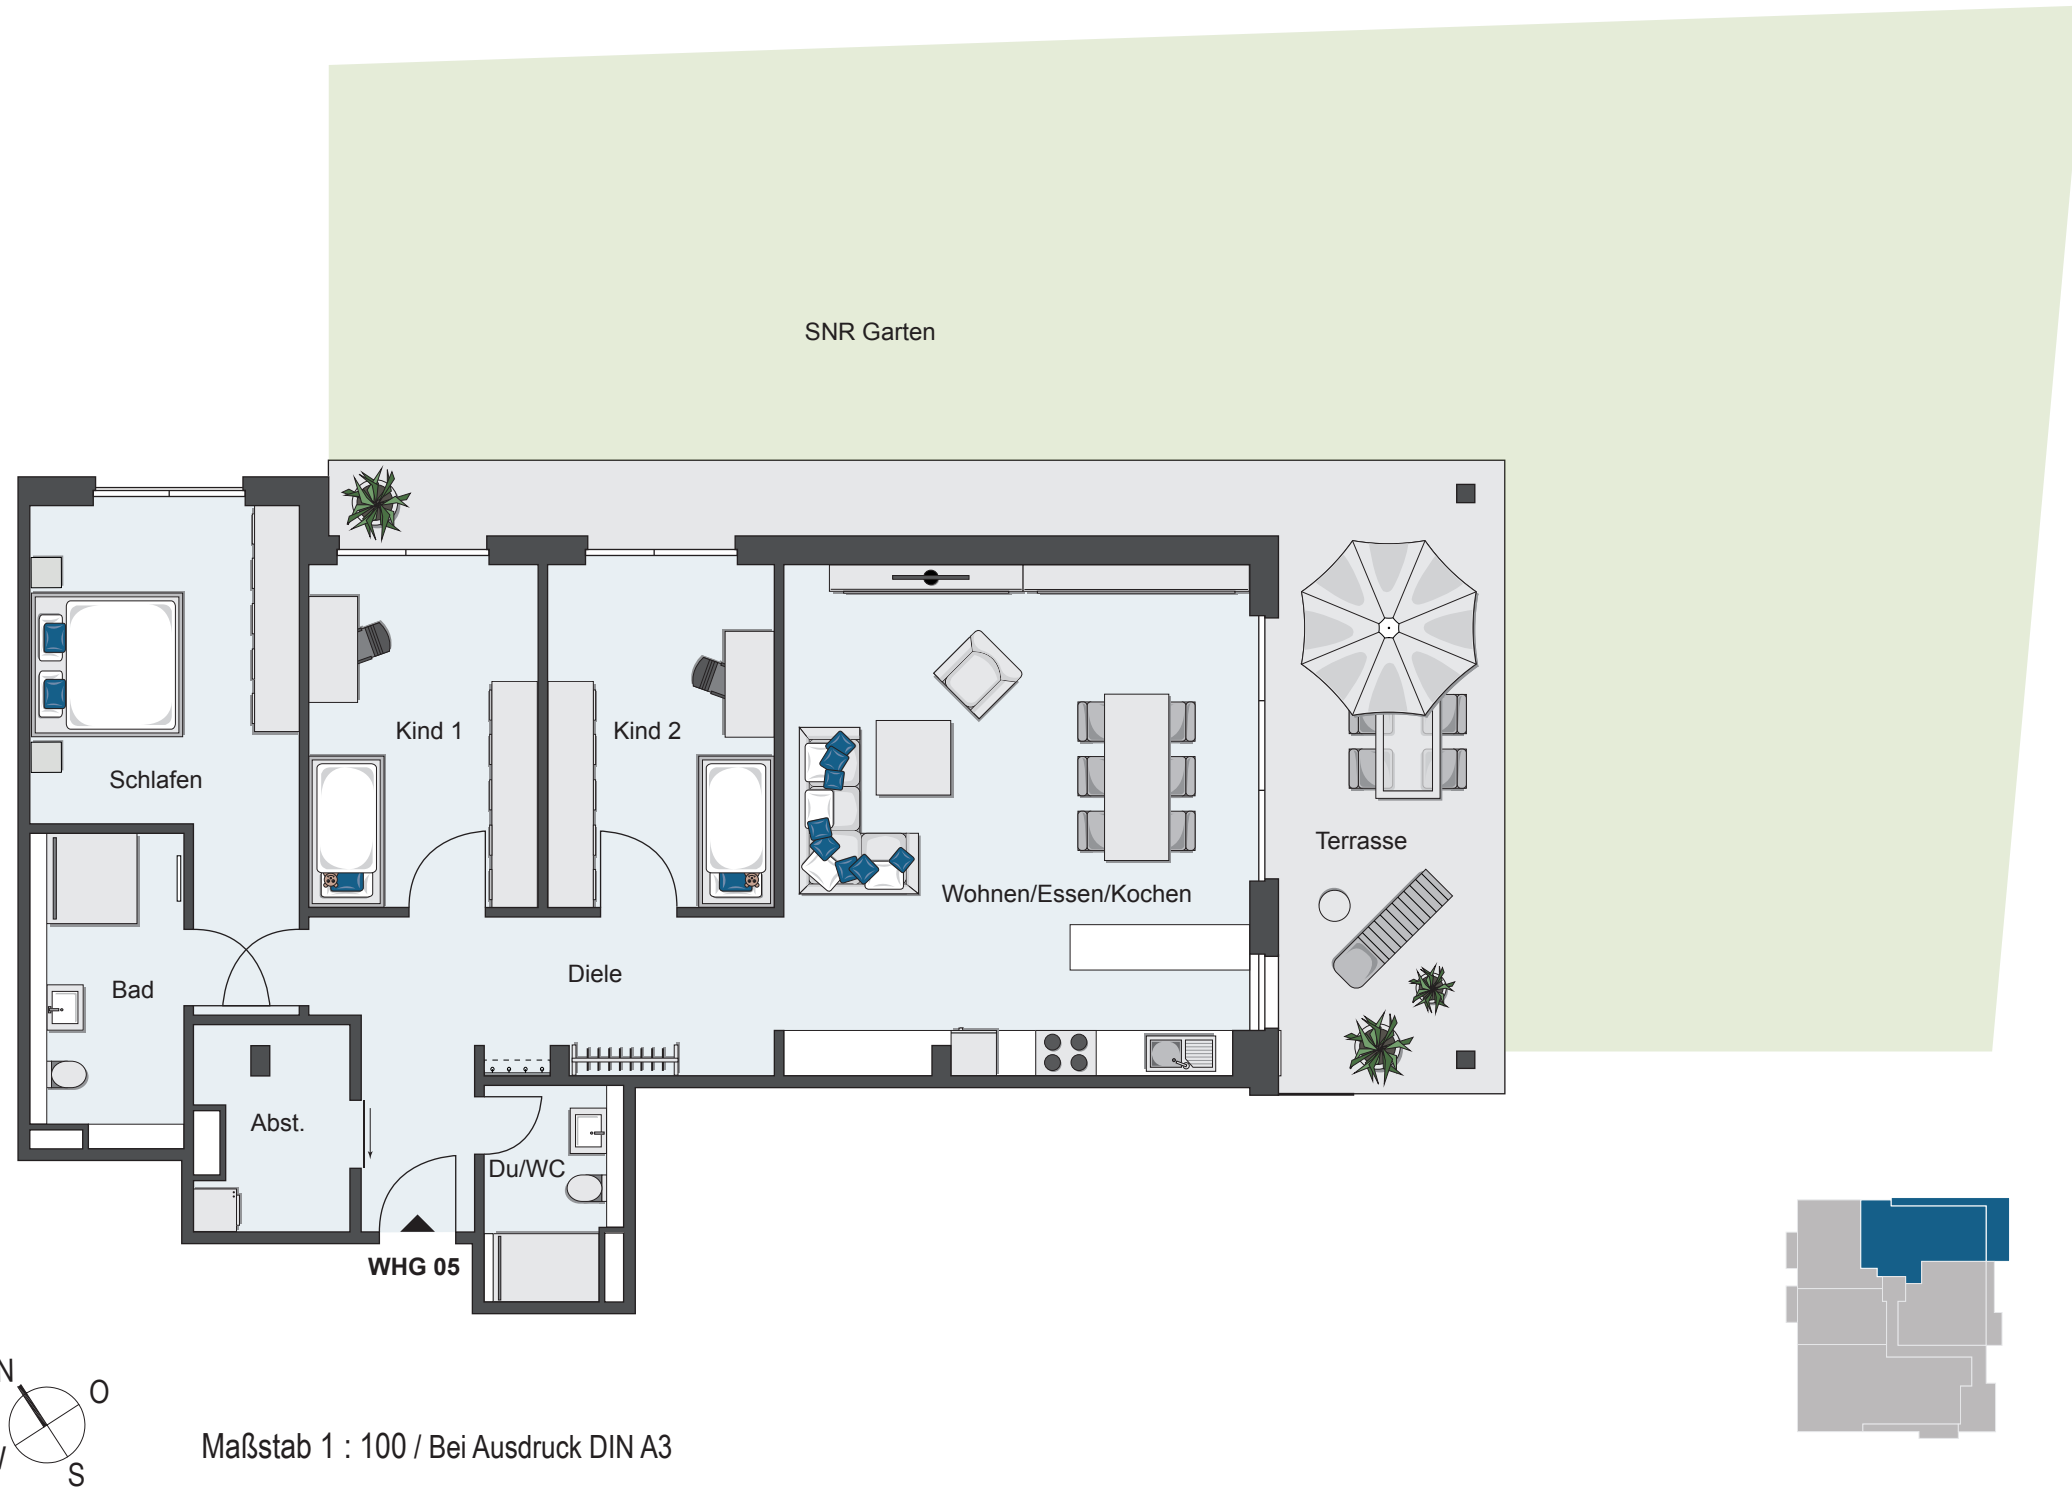 SNR Garten
Kind 1
Kind 2
Schlafen
Terrasse
Wohnen/Essen/Kochen
Diele
Bad
Abst.
Du/WC
WHG 05
N
O
S
Maßstab 1 : 100 / Bei Ausdruck DIN A3